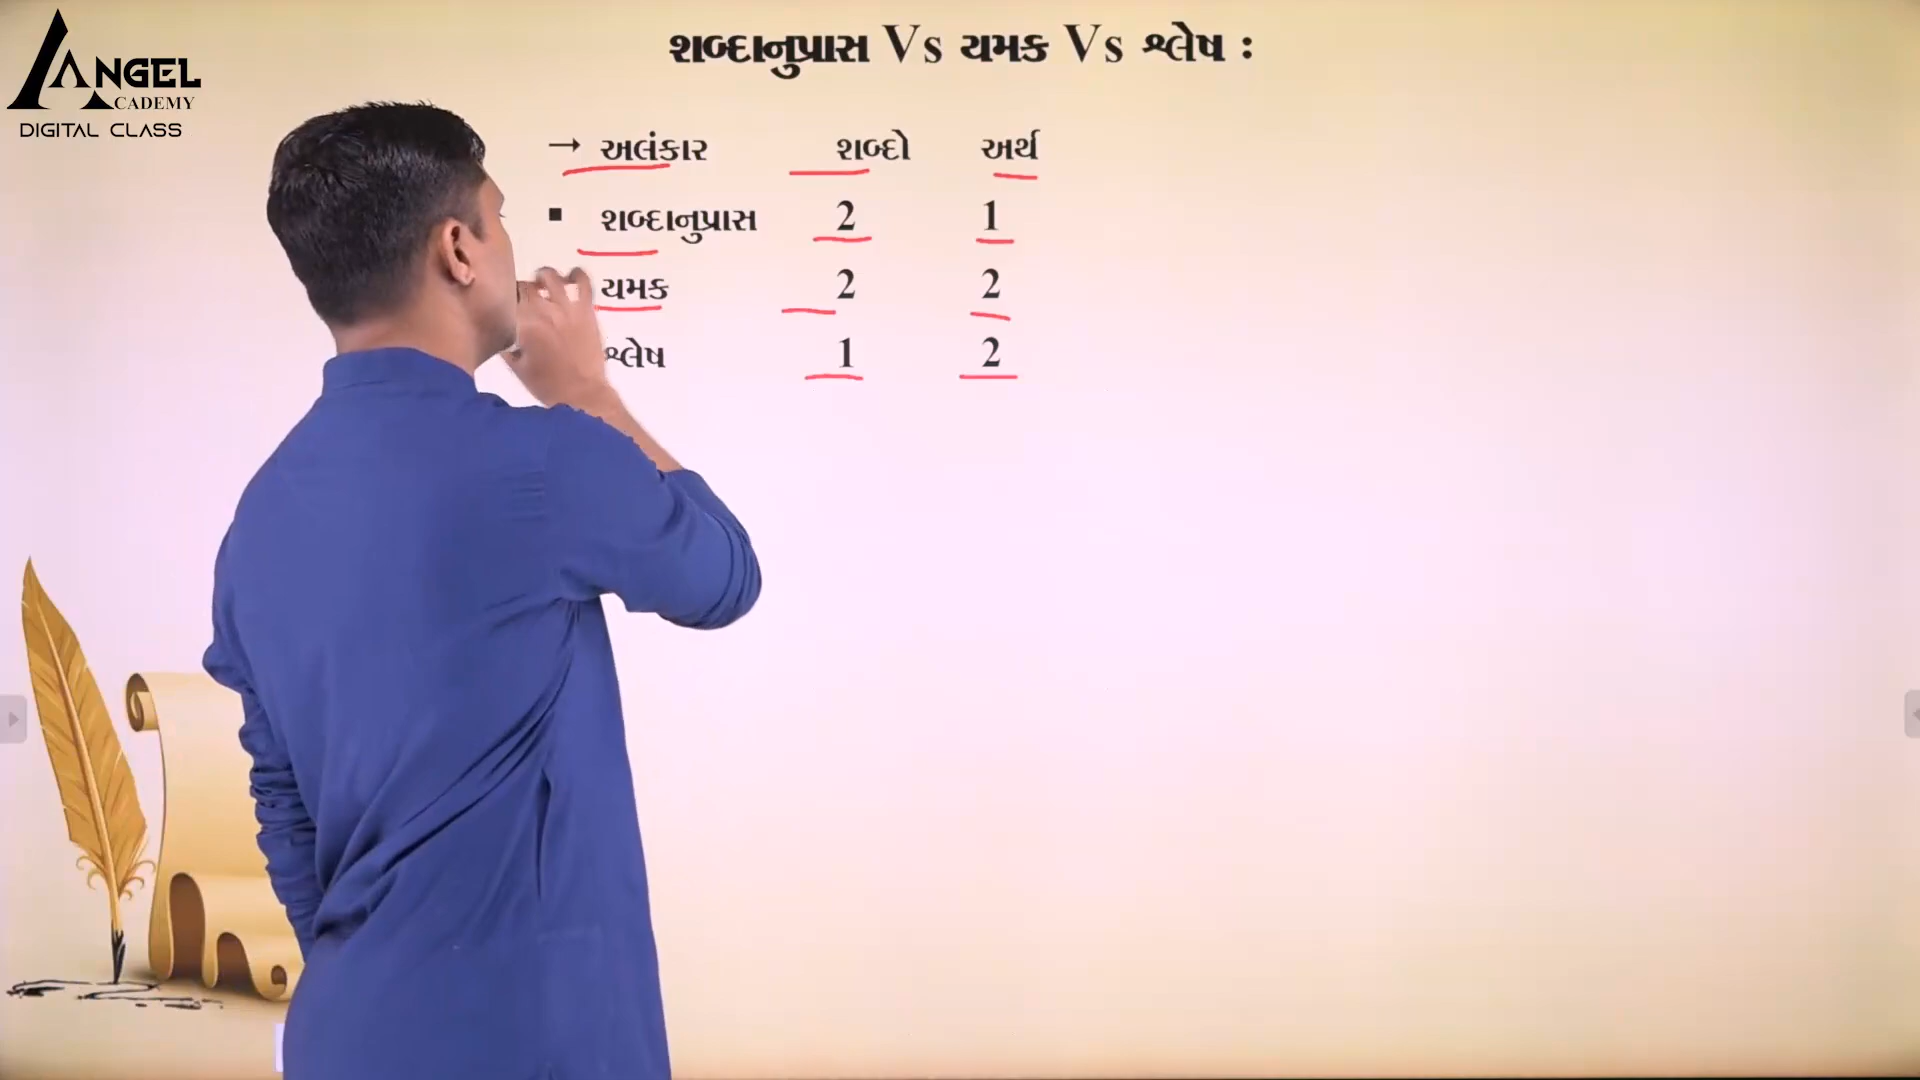 ANGEL
ACADEMY
DIGITAL CLASS
શબ્દાનુપ્રાસ Vs યમક Vs શ્લેષ :
→ અલંકાર શબ્દો અર્થ
▪ શબ્દાનુપ્રાસ 2 1
યમક 2 2
શ્લેષ 1 2